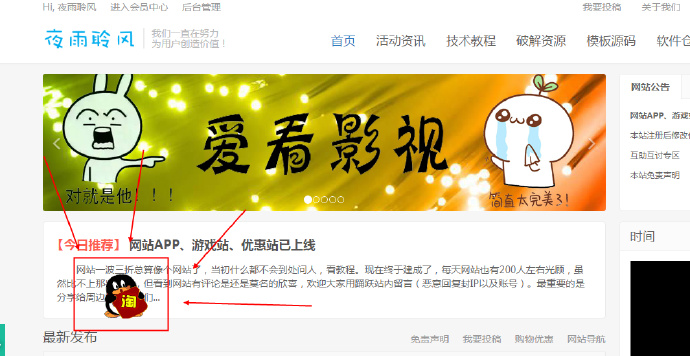 Hi, 夜雨聆风 进入会员中心 后台管理 我要投稿 关于我们
夜雨聆风
我们一直在努力
为用户创造价值！
首页 活动资讯 技术教程 破解资源 模板源码 软件仓
爱看影视
对就是他！！！
简直太完美了!
网站公告
网站APP、游戏
本站注册后修改
互助互访专区
本站免责声明
【今日推荐】 网站APP、游戏站、优惠站已上线
网站一波三折总算像个网站了，当初什么都不会到处问人，看教程。现在终于建成了，每天网站也有200人左右光顾，虽
然比不上那 ，但看到网站有评论是还是莫名的欣喜，欢迎大家用踊跃站内留言（恶意回复封IP以及账号）。最重要的是
分享给周边 们...
淘
时间
最新发布 免责声明 我要投稿 购物优惠 网站导航